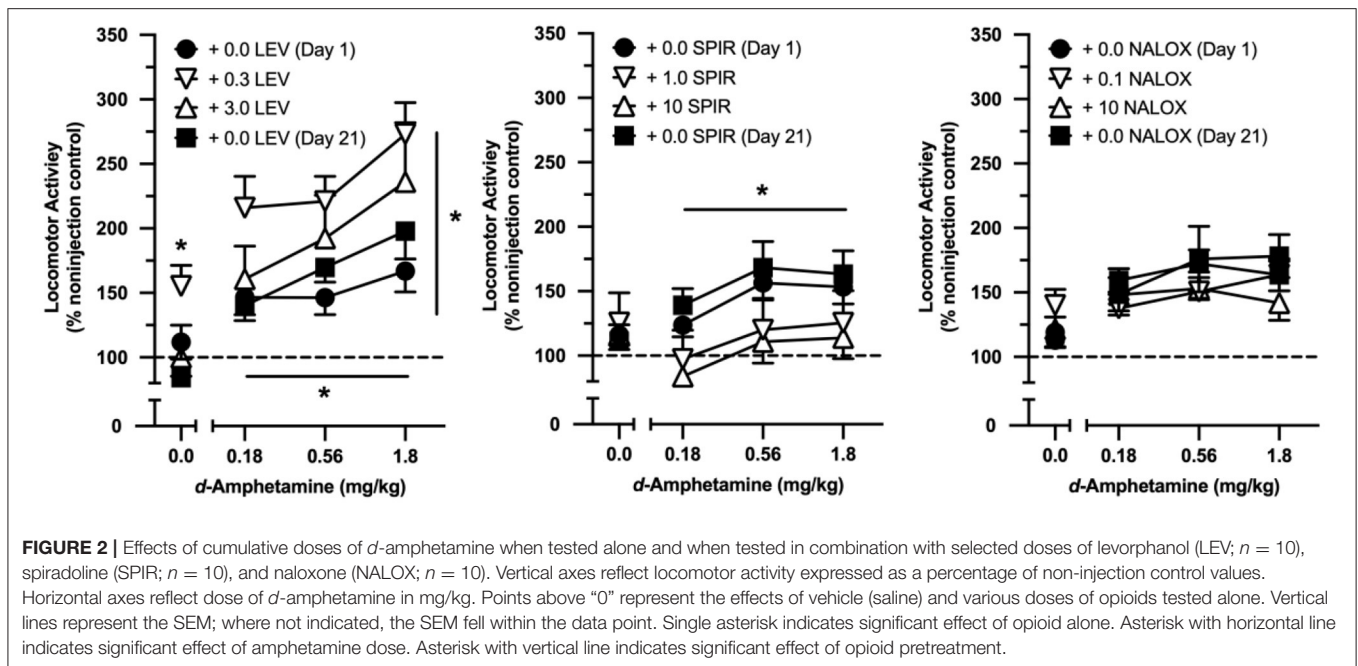 350
300
250
200
150
100
0
Locomotor Activiey
(% noninjection control)
+ 0.0 LEV (Day 1)
+ 0.3 LEV
+ 3.0 LEV
+ 0.0 LEV (Day 21)
*
*
*
0.0 0.18 0.56 1.8
d-Amphetamine (mg/kg)
350
300
250
200
150
100
0
Locomotor Activiey
(% noninjection control)
+ 0.0 SPIR (Day 1)
+ 1.0 SPIR
+ 10 SPIR
+ 0.0 SPIR (Day 21)
*
0.0 0.18 0.56 1.8
d-Amphetamine (mg/kg)
350
300
250
200
150
100
0
Locomotor Activiey
(% noninjection control)
+ 0.0 NALOX (Day 1)
+ 0.1 NALOX
+ 10 NALOX
+ 0.0 NALOX (Day 21)
0.0 0.18 0.56 1.8
d-Amphetamine (mg/kg)
FIGURE 2 | Effects of cumulative doses of d-amphetamine when tested alone and when tested in combination with selected doses of levorphanol (LEV; n = 10),
spiradoline (SPIR; n = 10), and naloxone (NALOX; n = 10). Vertical axes reflect locomotor activity expressed as a percentage of non-injection control values.
Horizontal axes reflect dose of d-amphetamine in mg/kg. Points above “0” represent the effects of vehicle (saline) and various doses of opioids tested alone. Vertical
lines represent the SEM; where not indicated, the SEM fell within the data point. Single asterisk indicates significant effect of opioid alone. Asterisk with horizontal line
indicates significant effect of amphetamine dose. Asterisk with vertical line indicates significant effect of opioid pretreatment.